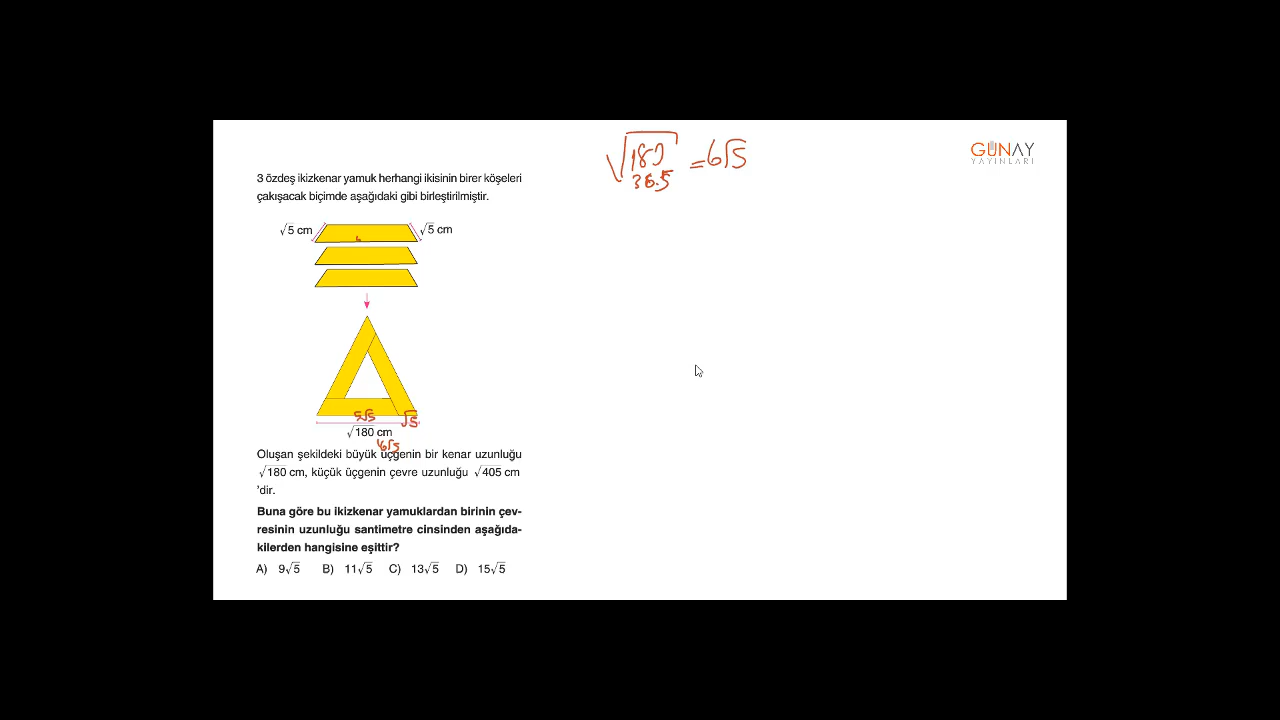 √180 = 6√5
36.5
GÜNAY
YAYINLARI
3 özdeş ikizkenar yamuk herhangi ikisinin birer köşeleri
çakışacak biçimde aşağıdaki gibi birleştirilmiştir.
√5 cm √5 cm
5√5 √5
√180 cm
6√5
Oluşan şekildeki büyük üçgenin bir kenar uzunluğu
√180 cm, küçük üçgenin çevre uzunluğu √405 cm
'dir.
Buna göre bu ikizkenar yamuklardan birinin çev-
resinin uzunluğu santimetre cinsinden aşağıda-
kilerden hangisine eşittir?
A) 9√5 B) 11√5 C) 13√5 D) 15√5